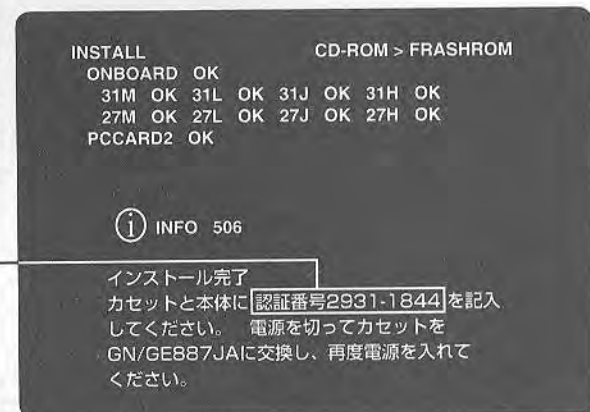 INSTALL CD-ROM > FRASHROM
ONBOARD OK
31M OK 31L OK 31J OK 31H OK
27M OK 27L OK 27J OK 27H OK
PCCARD2 OK
i INFO 506
インストール完了
カセットと本体に認証番号2931-1844を記入
してください。 電源を切ってカセットを
GN/GE887JAに交換し、再度電源を入れて
ください。